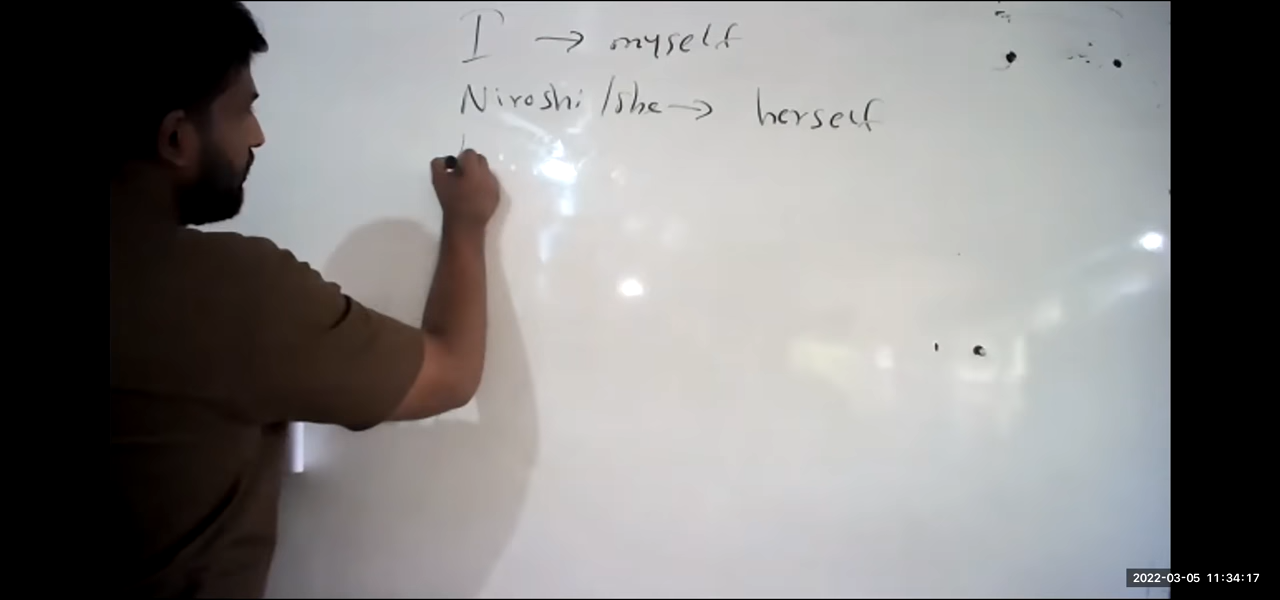 I → myself
Niroshi /she → herself
2022-03-05 11:34:17